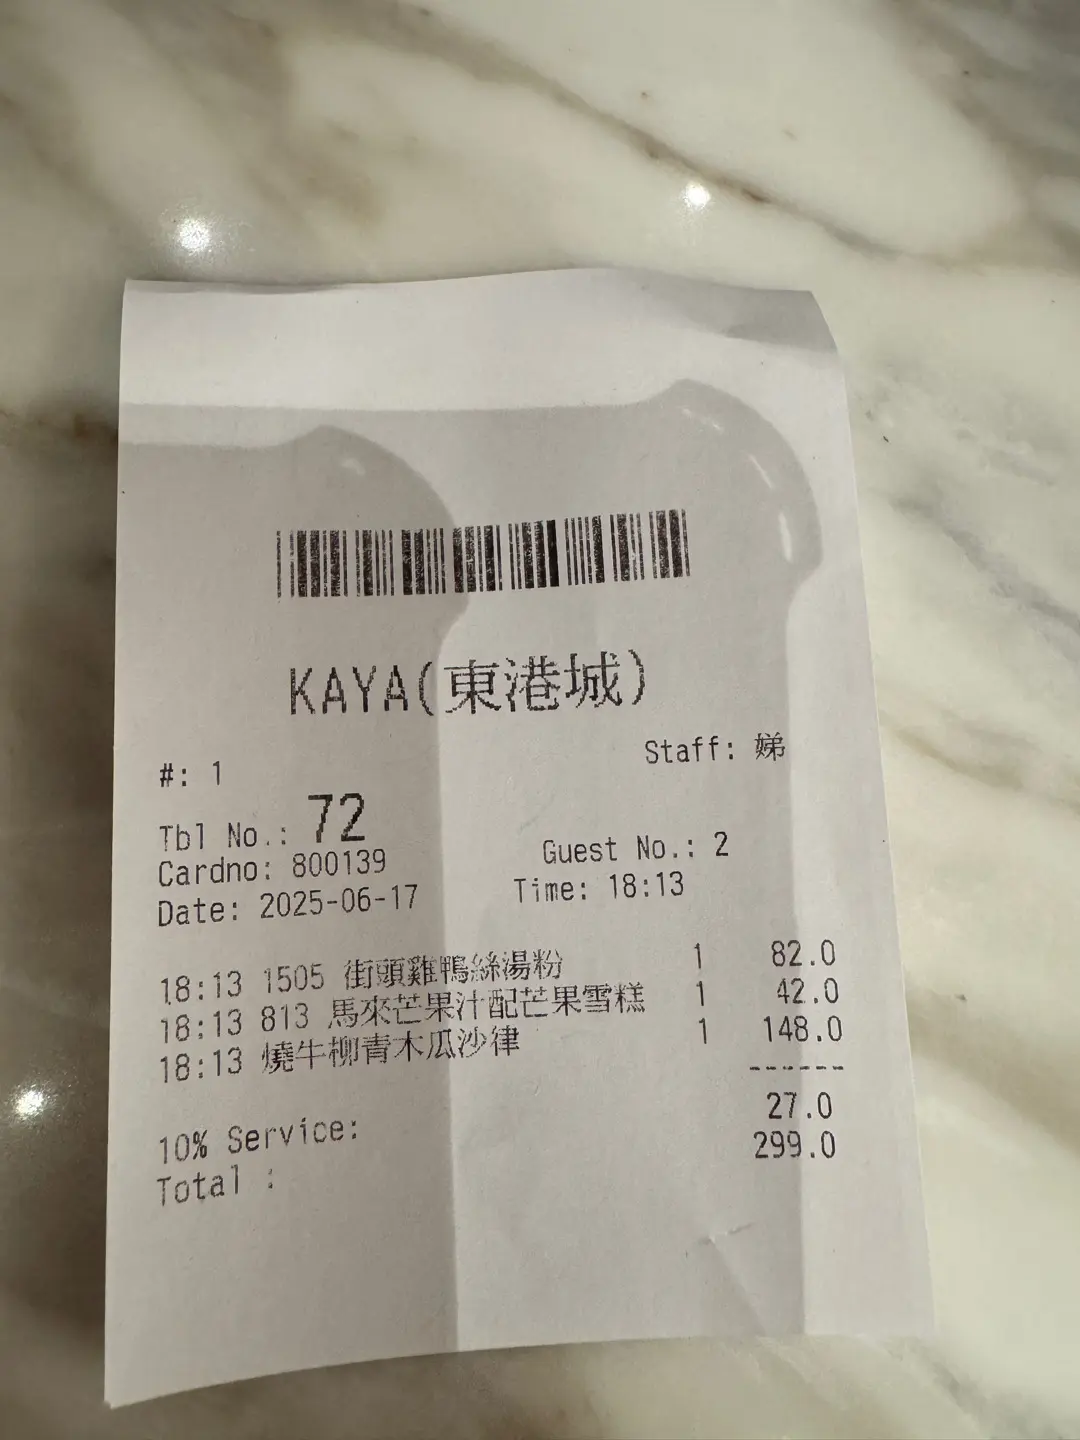 KAYA(東港城)
#: 1 Staff: 娣
Tbl No.: 72
Cardno: 800139 Guest No.: 2
Date: 2025-06-17 Time: 18:13
18:13 1505 街頭雞鴨絲湯粉 1 82.0
18:13 813 馬來芒果汁配芒果雪糕 1 42.0
18:13 燒牛柳青木瓜沙律 1 148.0
------
10% Service: 27.0
Total : 299.0